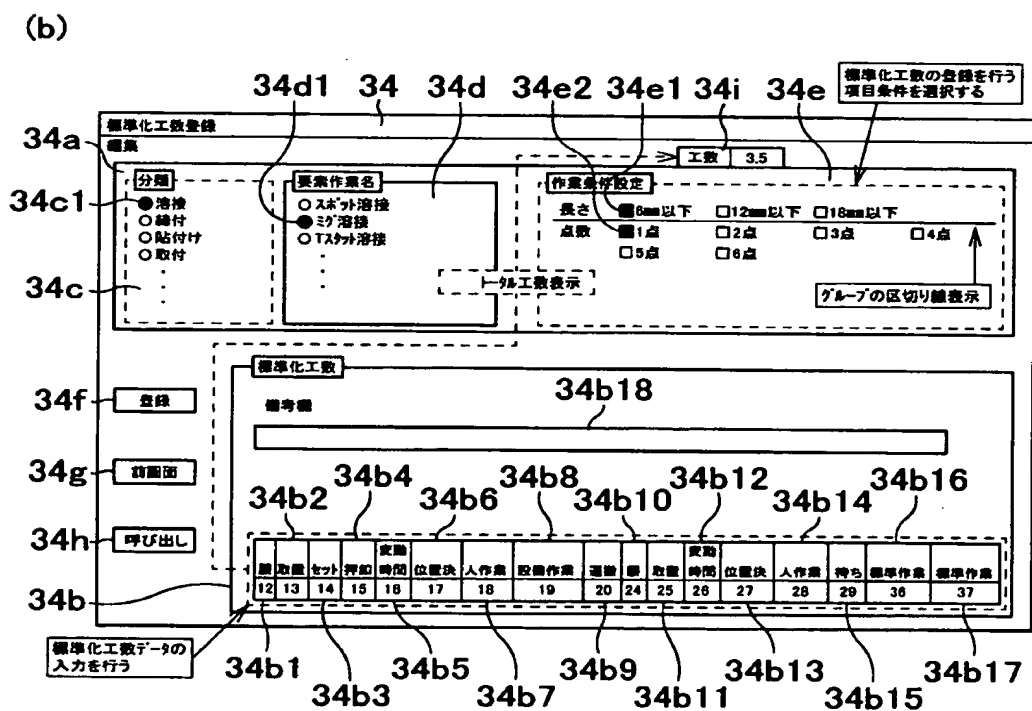 (b)
34d1
34
34d
34e2
34e1
34i
34e
標準化工数の登録を行う
項目条件を選択する
34a
標準化工数登録
編集
工数 3.5
分類
要素作業名
作業条件設定
34c1
溶接
締付
貼付け
取付
スポット溶接
ミグ溶接
Tスタット溶接
長さ 6mm以下 12mm以下 18mm以下
点数 1点 2点 3点 4点
5点 6点
34c
トータル工数表示
グループの区切り線表示
標準化工数
34f
登録
備考欄
34b18
34g
前画面
34b2
34b4
34b6
34b8
34b10
34b12
34b14
34b16
34h
呼び出し
取置 セット 押釦 変動時間 位置決 人作業 設備作業 運搬 取置 変動時間 位置決 人作業 持ち 標準作業 標準作業
12 13 14 15 16 17 18 19 20 24 25 26 27 28 29 36 37
34b
標準化工数データの
入力を行う
34b1
34b3
34b5
34b7
34b9
34b11
34b13
34b15
34b17